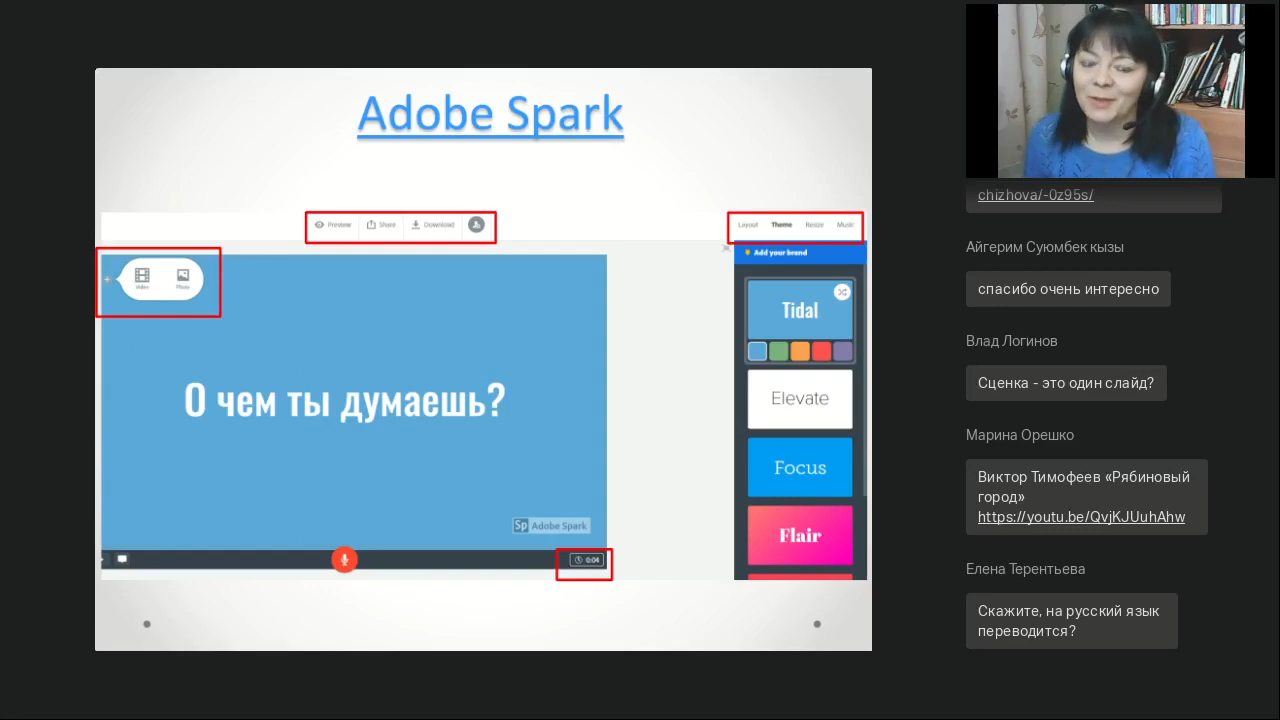 Adobe Spark
Preview Share Download
Layout Theme Resize Music
Add your brand
Video Photo
Tidal
О чем ты думаешь?
Elevate
Focus
Flair
Sp Adobe Spark
0:04
chizhova/-0z95s/
Айгерим Суюмбек кызы
спасибо очень интересно
Влад Логинов
Сценка - это один слайд?
Марина Орешко
Виктор Тимофеев «Рябиновый
город»
https://youtu.be/QvjKJUuhAhw
Елена Терентьева
Скажите, на русский язык
переводится?